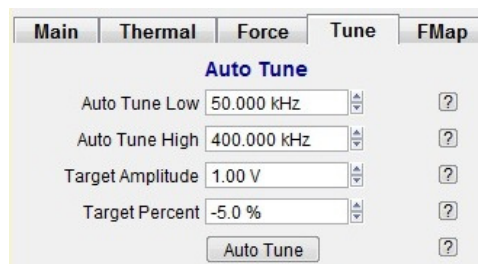 Main Thermal Force Tune FMap
Auto Tune
Auto Tune Low 50.000 kHz ?
Auto Tune High 400.000 kHz ?
Target Amplitude 1.00 V ?
Target Percent -5.0 % ?
Auto Tune ?